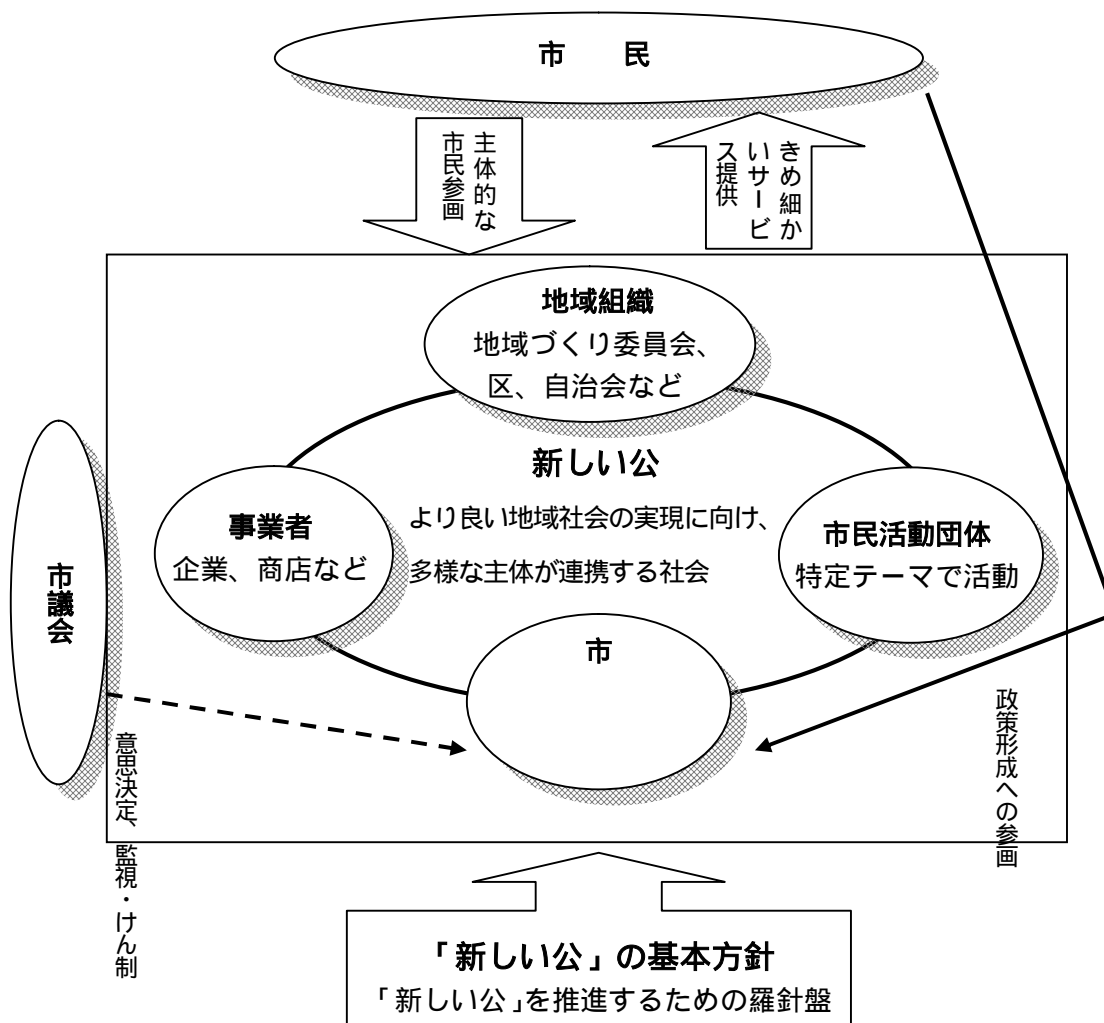 市　民
主体的な
市民参画
きめ細か
いサービ
ス提供
地域組織
地域づくり委員会、
区、自治会など
新しい公
より良い地域社会の実現に向け、
多様な主体が連携する社会
事業者
企業、商店など
市民活動団体
特定テーマで活動
市議会
市
意思決定、監視・けん制
政策形成への参画
「新しい公」の基本方針
「新しい公」を推進するための羅針盤